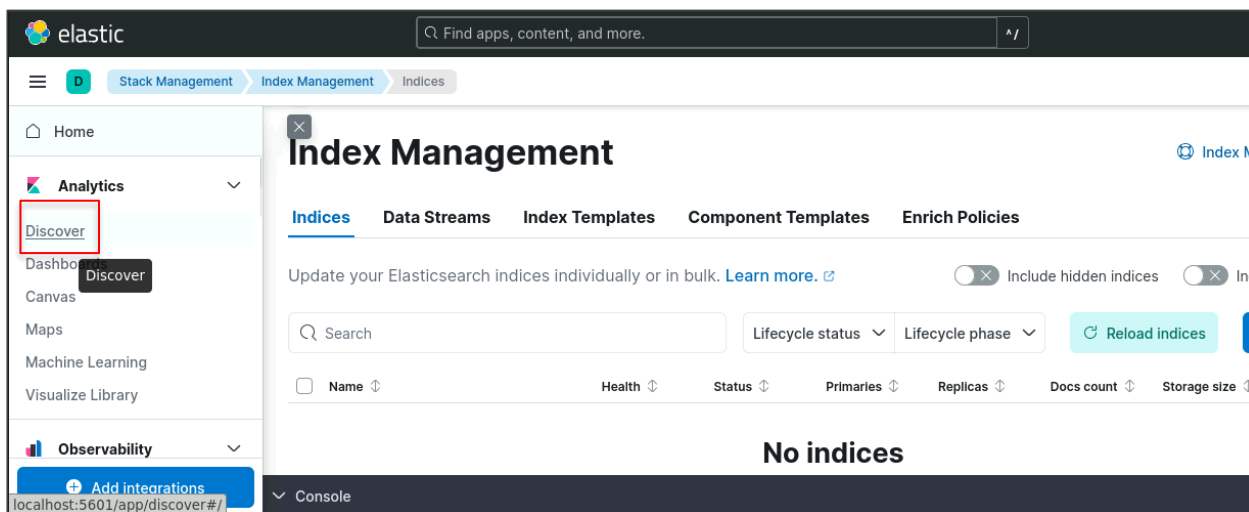 elastic
Find apps, content, and more.
^/
D
Stack Management
Index Management
Indices
Home
Analytics
Discover
Dashboards
Discover
Canvas
Maps
Machine Learning
Visualize Library
Observability
Add integrations
localhost:5601/app/discover#/
Index Management
Index M
Indices Data Streams Index Templates Component Templates Enrich Policies
Update your Elasticsearch indices individually or in bulk. Learn more.
Include hidden indices
In
Search
Lifecycle status
Lifecycle phase
Reload indices
Name Health Status Primaries Replicas Docs count Storage size
No indices
Console